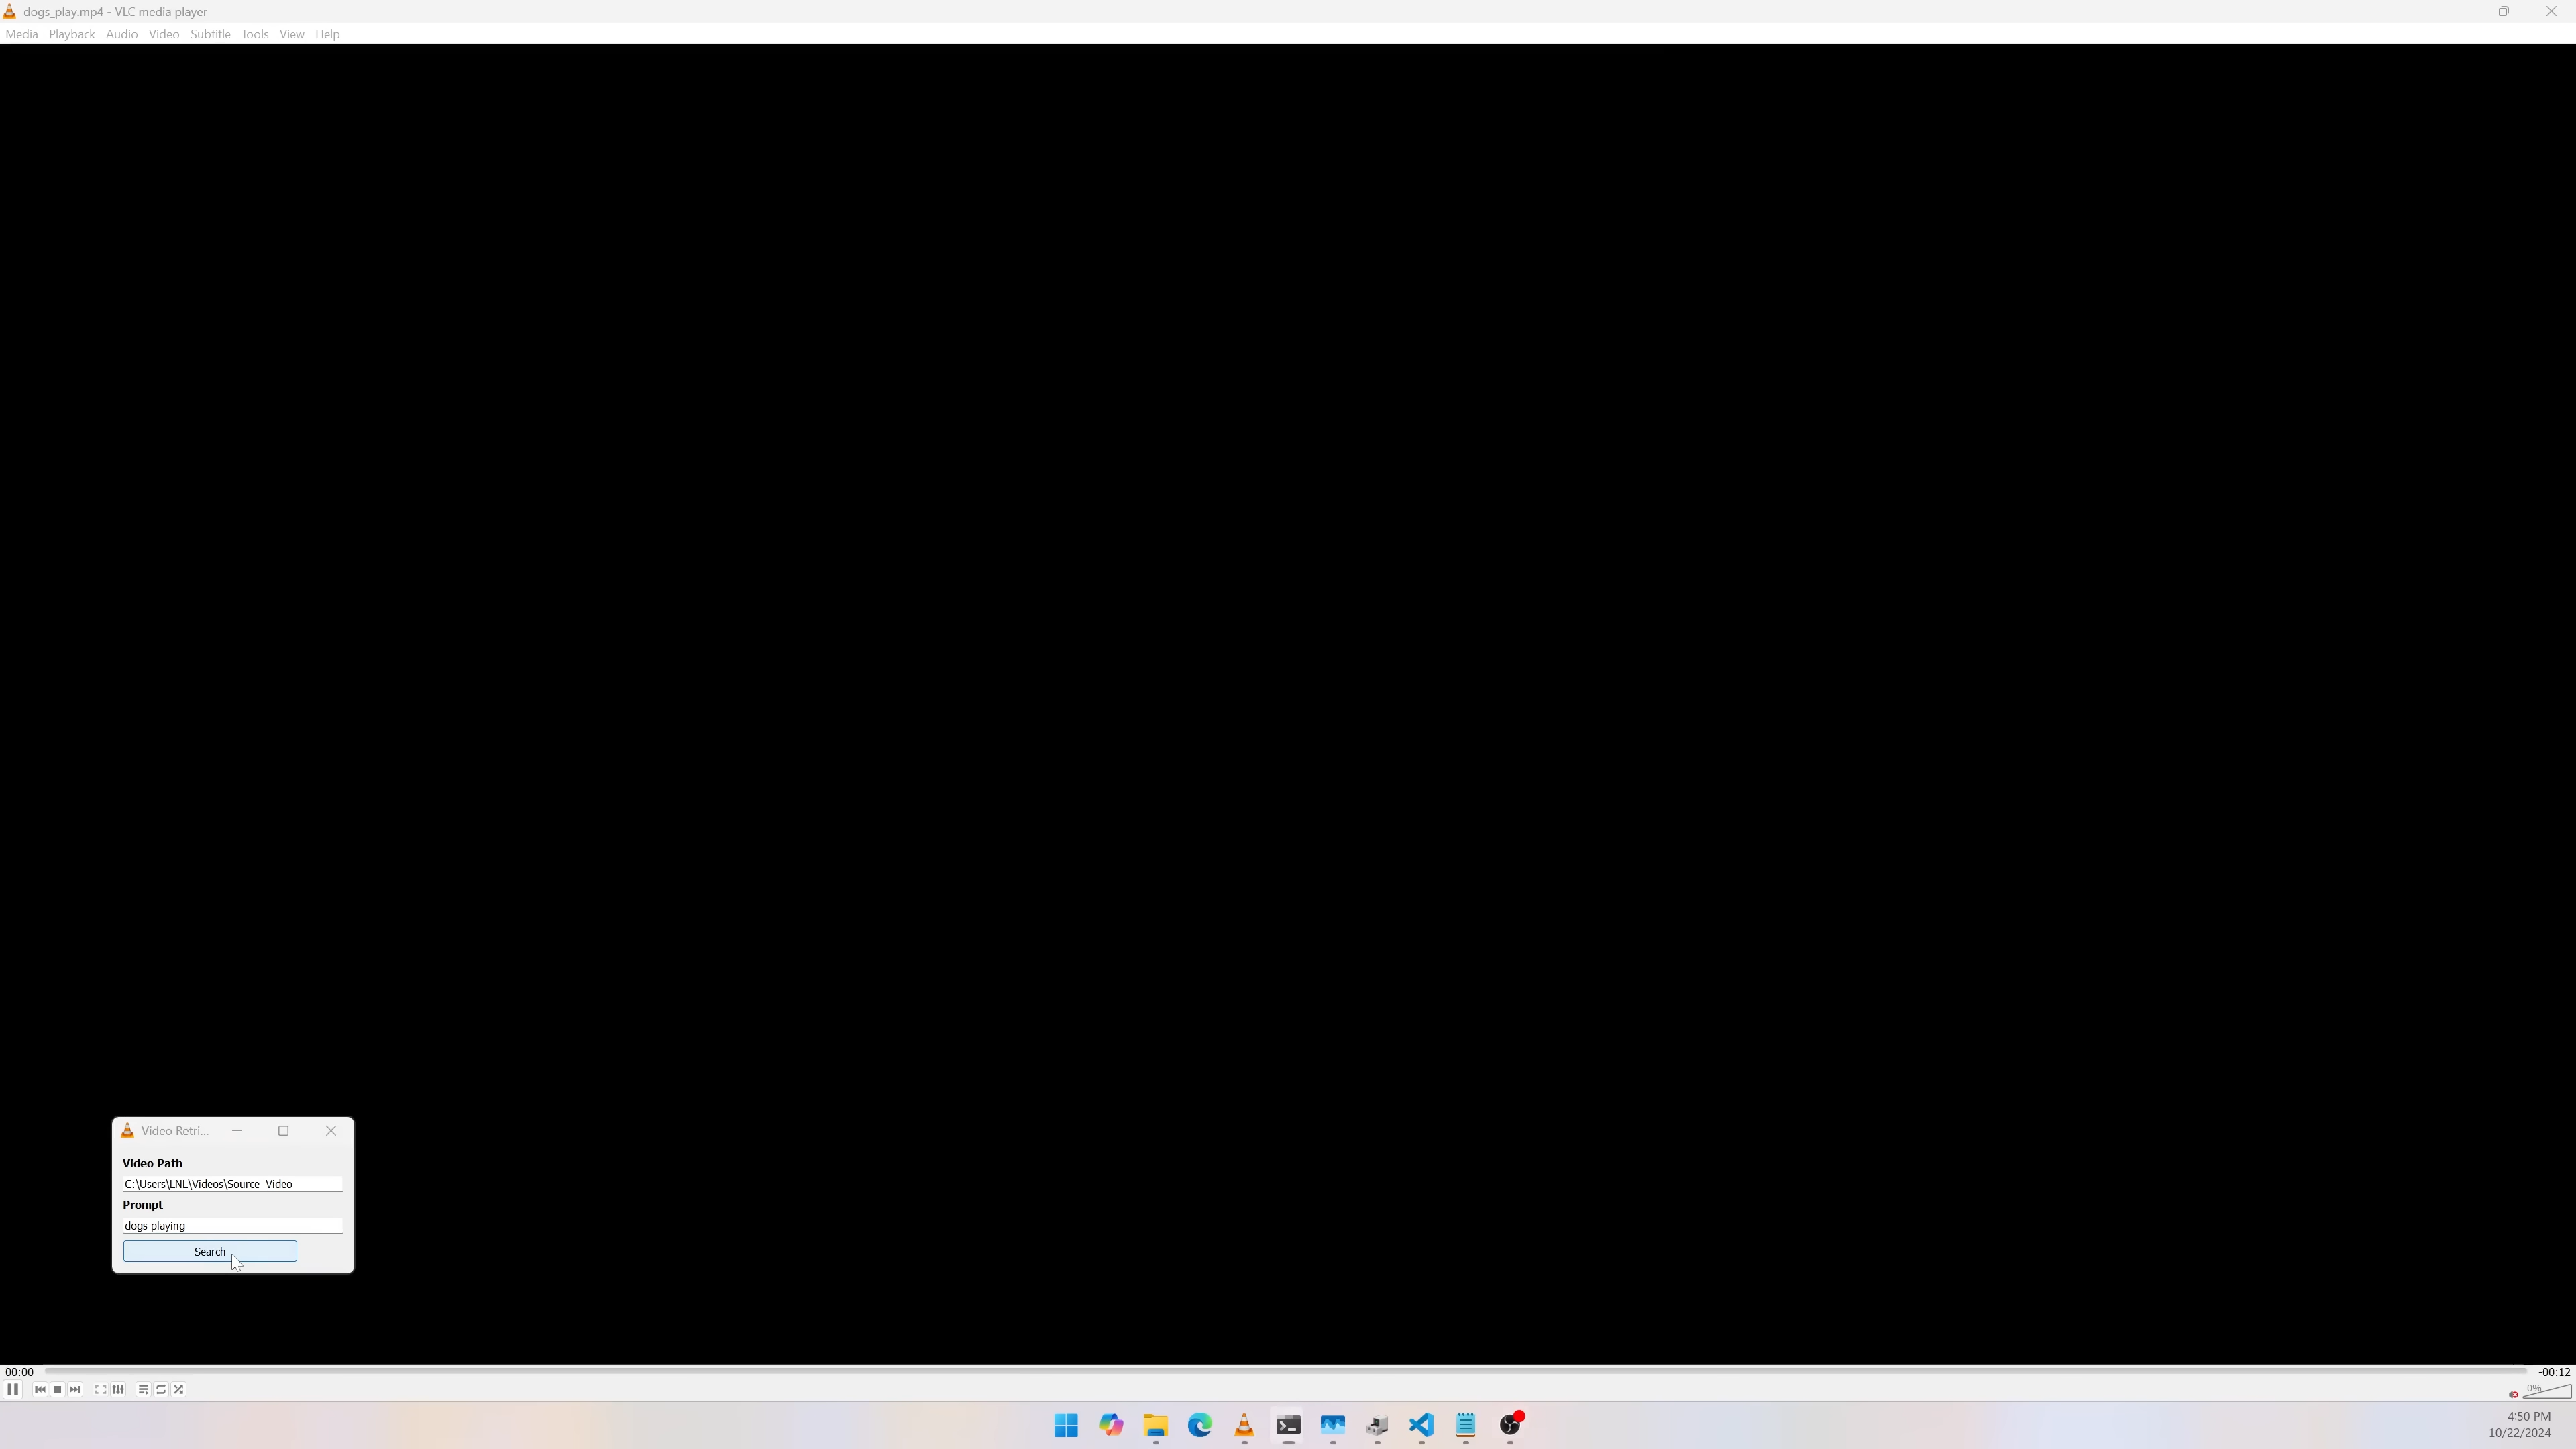 dogs_play.mp4 - VLC media player
Media Playback Audio Video Subtitle Tools View Help
Video Retri...
Video Path
C:\Users\LNL\Videos\Source_Video
Prompt
dogs playing
Search
00:00 -00:12
0%
4:50 PM
10/22/2024